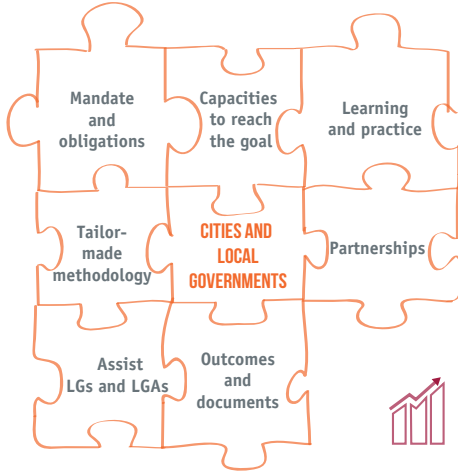 Mandate
and
obligations
Capacities
to reach
the goal
Learning
and practice
Tailor-
made
methodology
CITIES AND
LOCAL
GOVERNMENTS
Partnerships
Assist
LGs and LGAs
Outcomes
and
documents